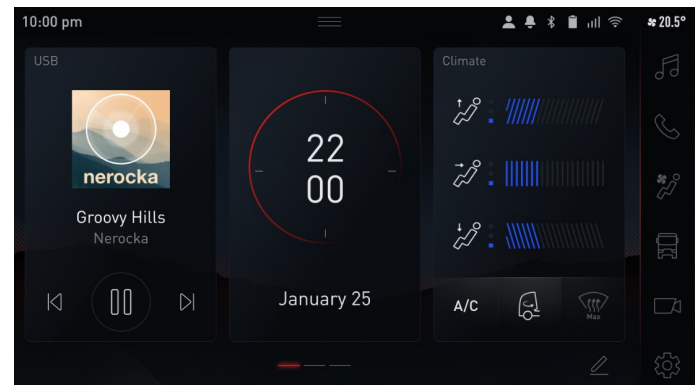 10:00 pm
20.5°
USB
nerocka
Groovy Hills
Nerocka
22
00
January 25
Climate
A/C
Max